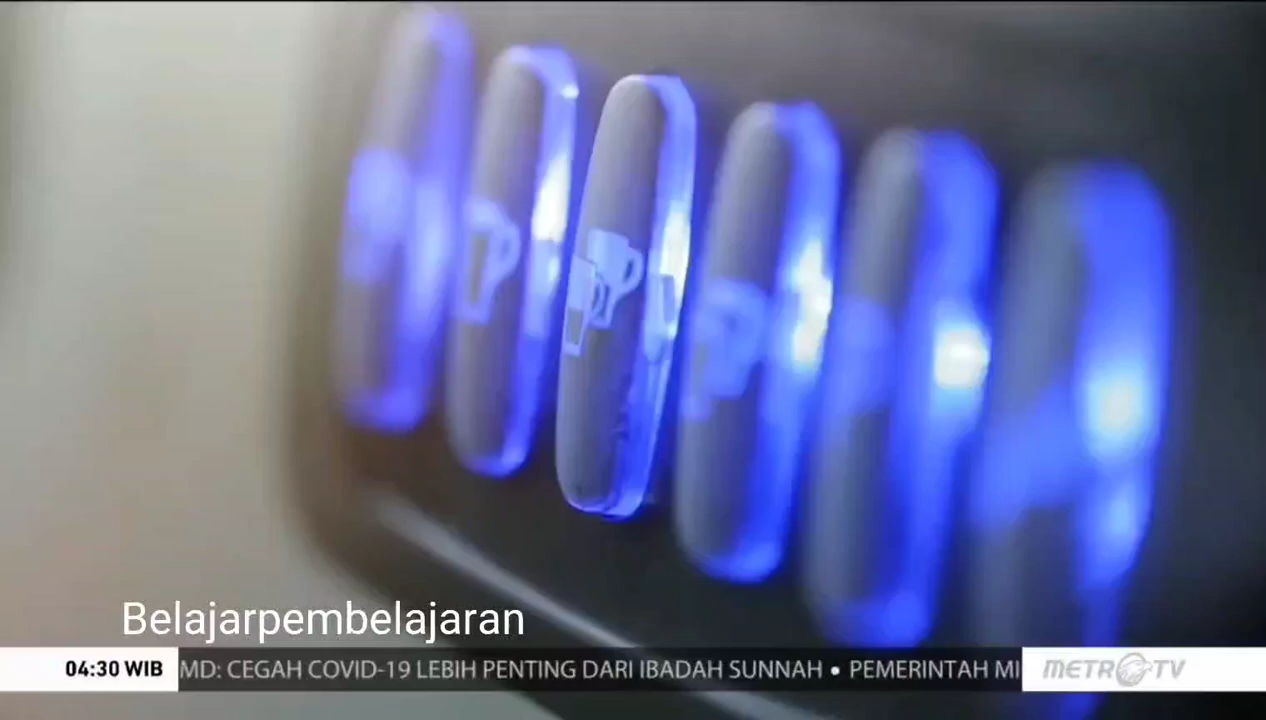 Belajarpembelajaran
04:30 WIB MD: CEGAH COVID-19 LEBIH PENTING DARI IBADAH SUNNAH • PEMERINTAH MI METRO TV